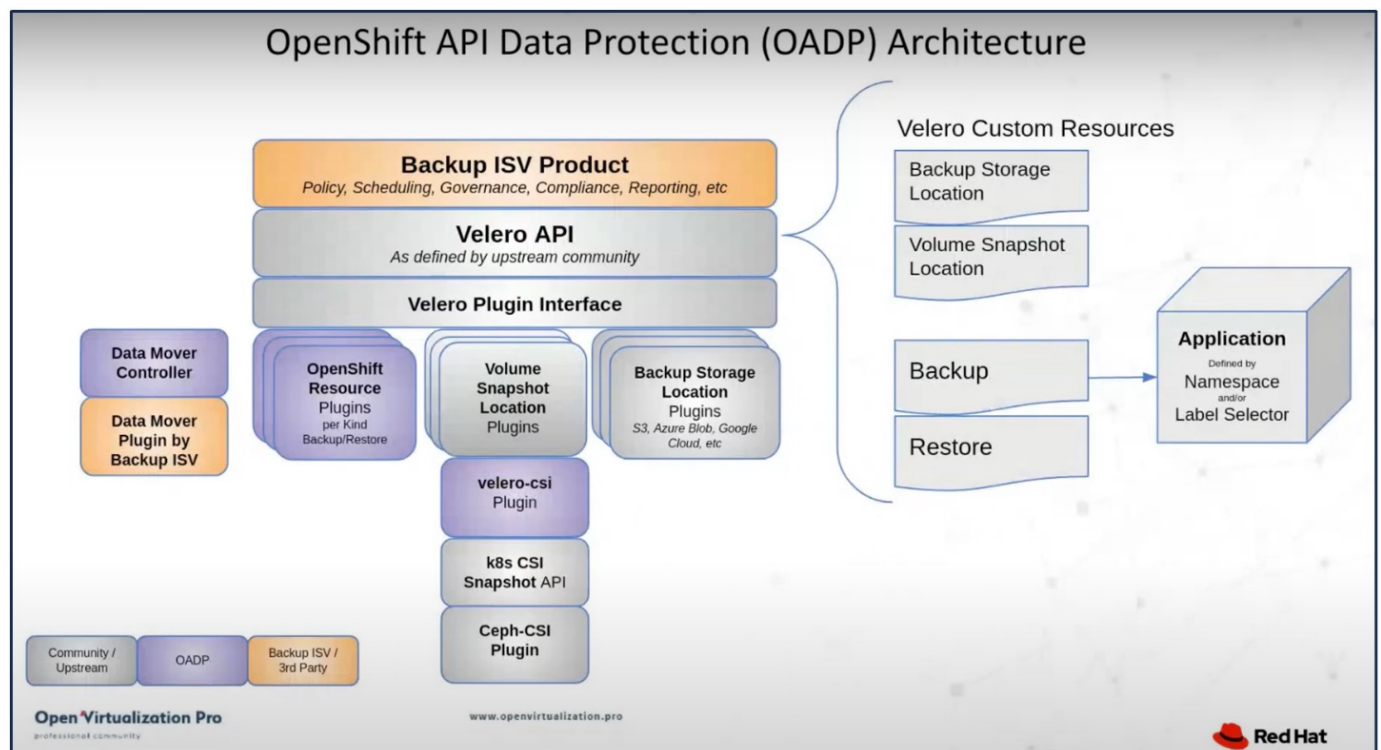 OpenShift API Data Protection (OADP) Architecture
Backup ISV Product
Policy, Scheduling, Governance, Compliance, Reporting, etc
Velero API
As defined by upstream community
Velero Plugin Interface
Data Mover
Controller
Data Mover
Plugin by
Backup ISV
OpenShift
Resource
Plugins
per Kind
Backup/Restore
Volume
Snapshot
Location
Plugins
Backup Storage
Location
Plugins
S3, Azure Blob, Google
Cloud, etc
velero-csi
Plugin
k8s CSI
Snapshot API
Ceph-CSI
Plugin
Velero Custom Resources
Backup Storage
Location
Volume Snapshot
Location
Backup
Restore
Application
Defined by
Namespace
and/or
Label Selector
Community /
Upstream
OADP
Backup ISV /
3rd Party
Open Virtualization Pro
professional community
www.openvirtualization.pro
Red Hat